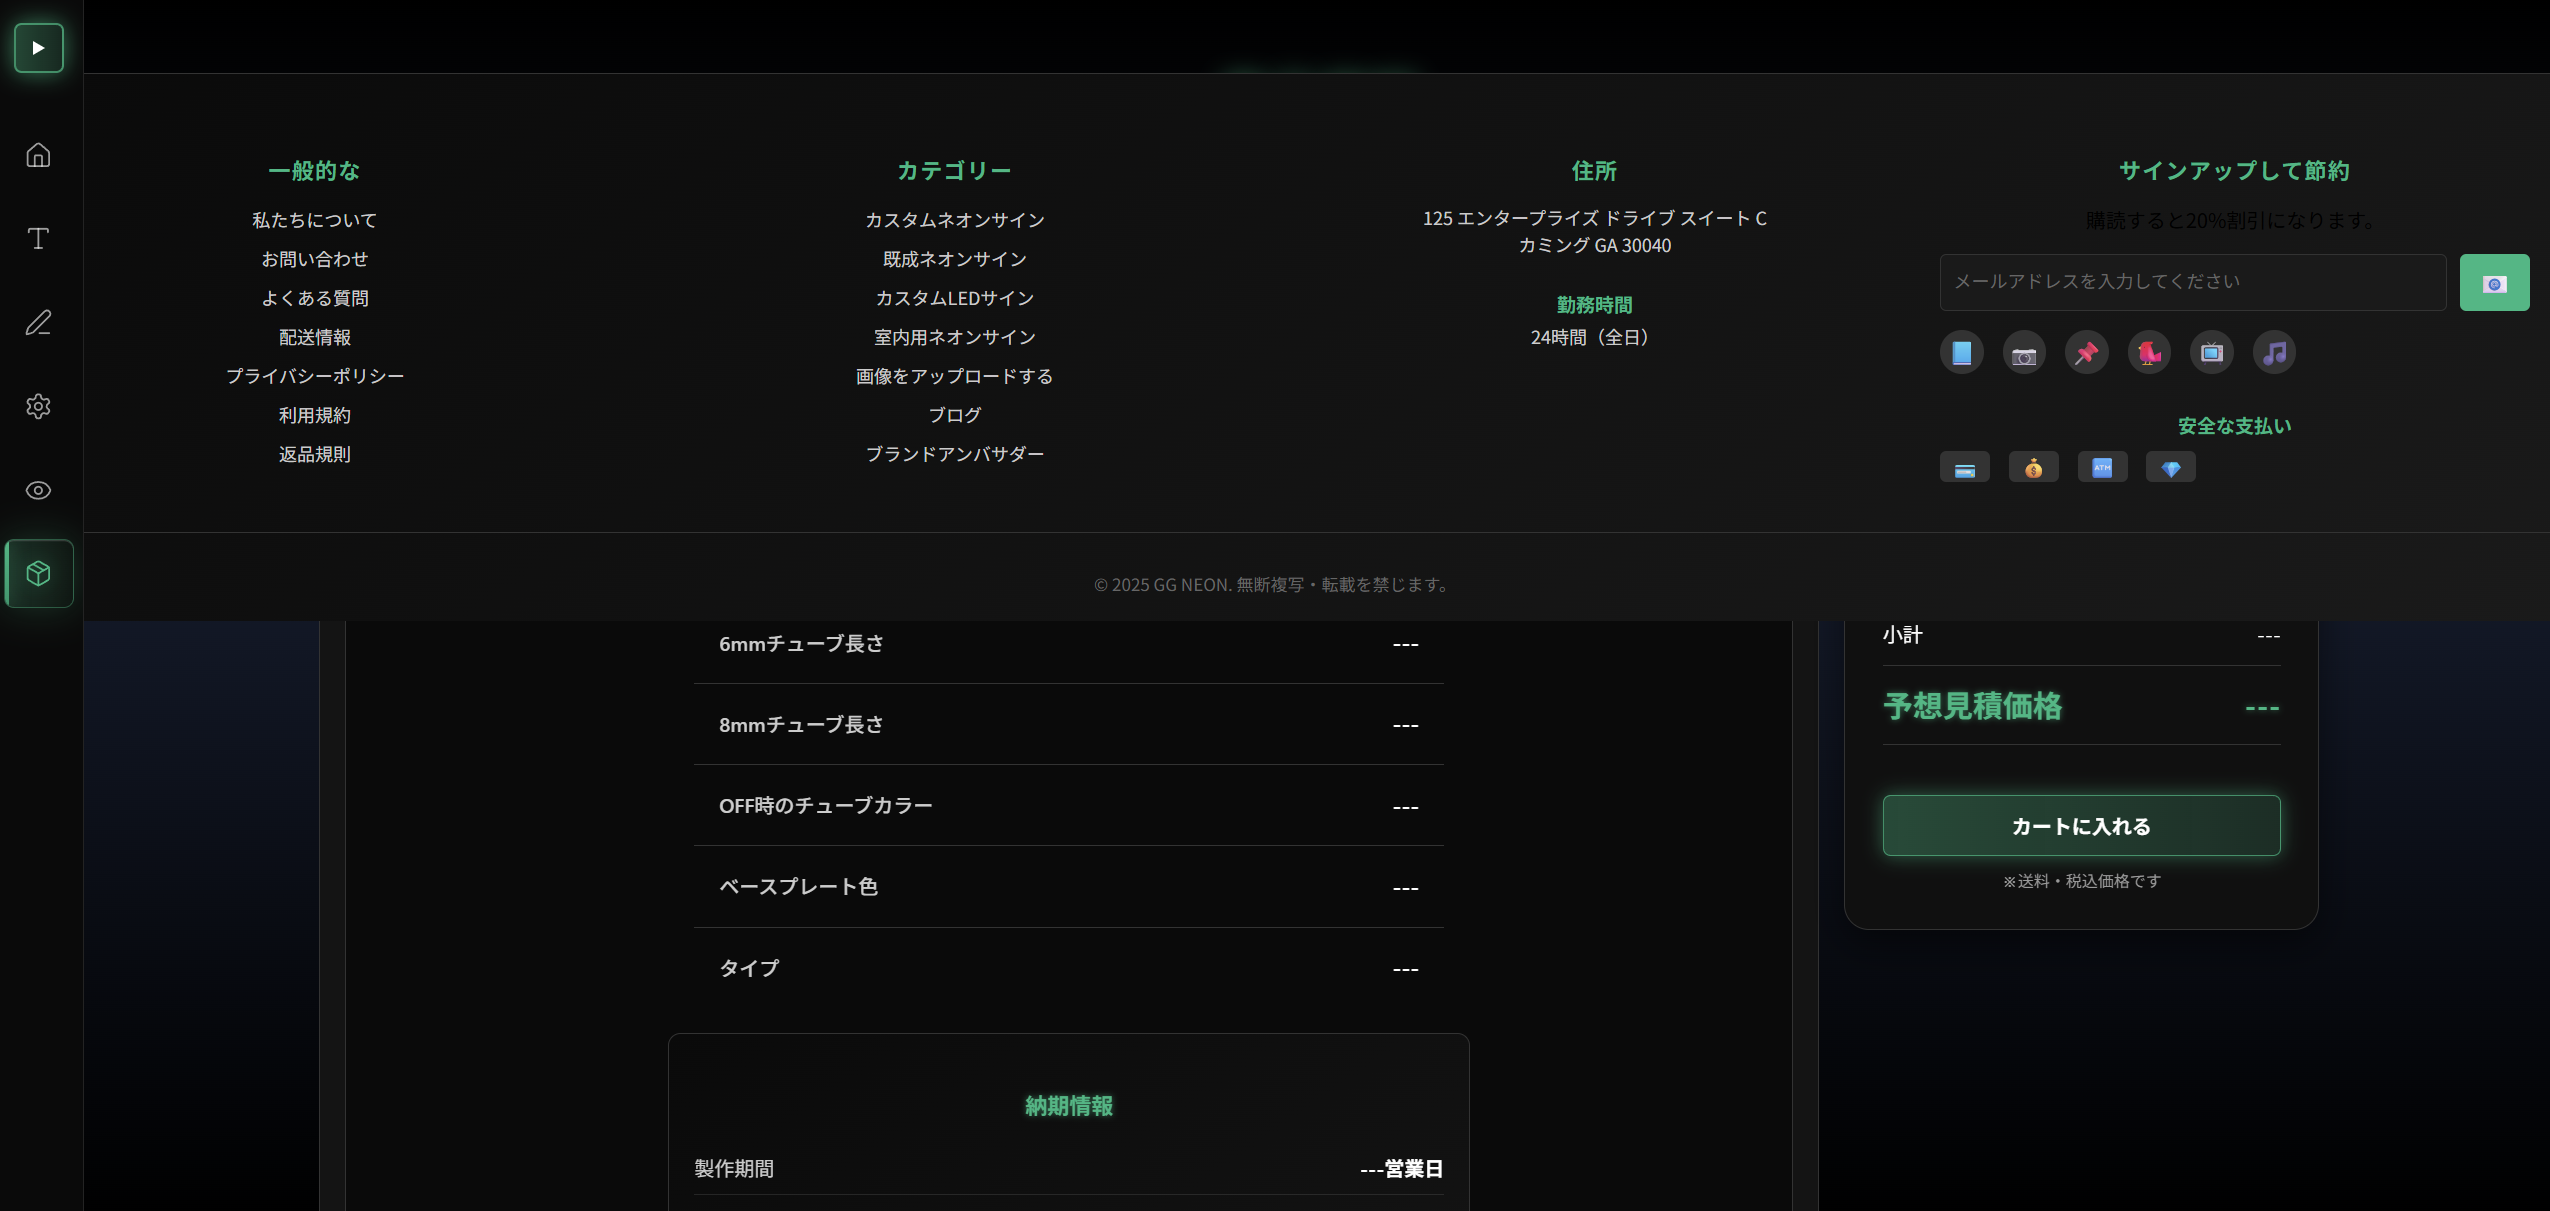 一般的な
私たちについて
お問い合わせ
よくある質問
配送情報
プライバシーポリシー
利用規約
返品規則
カテゴリー
カスタムネオンサイン
既成ネオンサイン
カスタムLEDサイン
室内用ネオンサイン
画像をアップロードする
ブログ
ブランドアンバサダー
住所
125 エンタープライズ ドライブ スイート C
カミング GA 30040
勤務時間
24時間（全日）
サインアップして節約
購読すると20%割引になります。
メールアドレスを入力してください
安全な支払い
ATM
© 2025 GG NEON. 無断複写・転載を禁じます。
6mmチューブ長さ ---
8mmチューブ長さ ---
OFF時のチューブカラー ---
ベースプレート色 ---
タイプ ---
納期情報
製作期間 ---営業日
小計 ---
予想見積価格 ---
カートに入れる
※送料・税込価格です